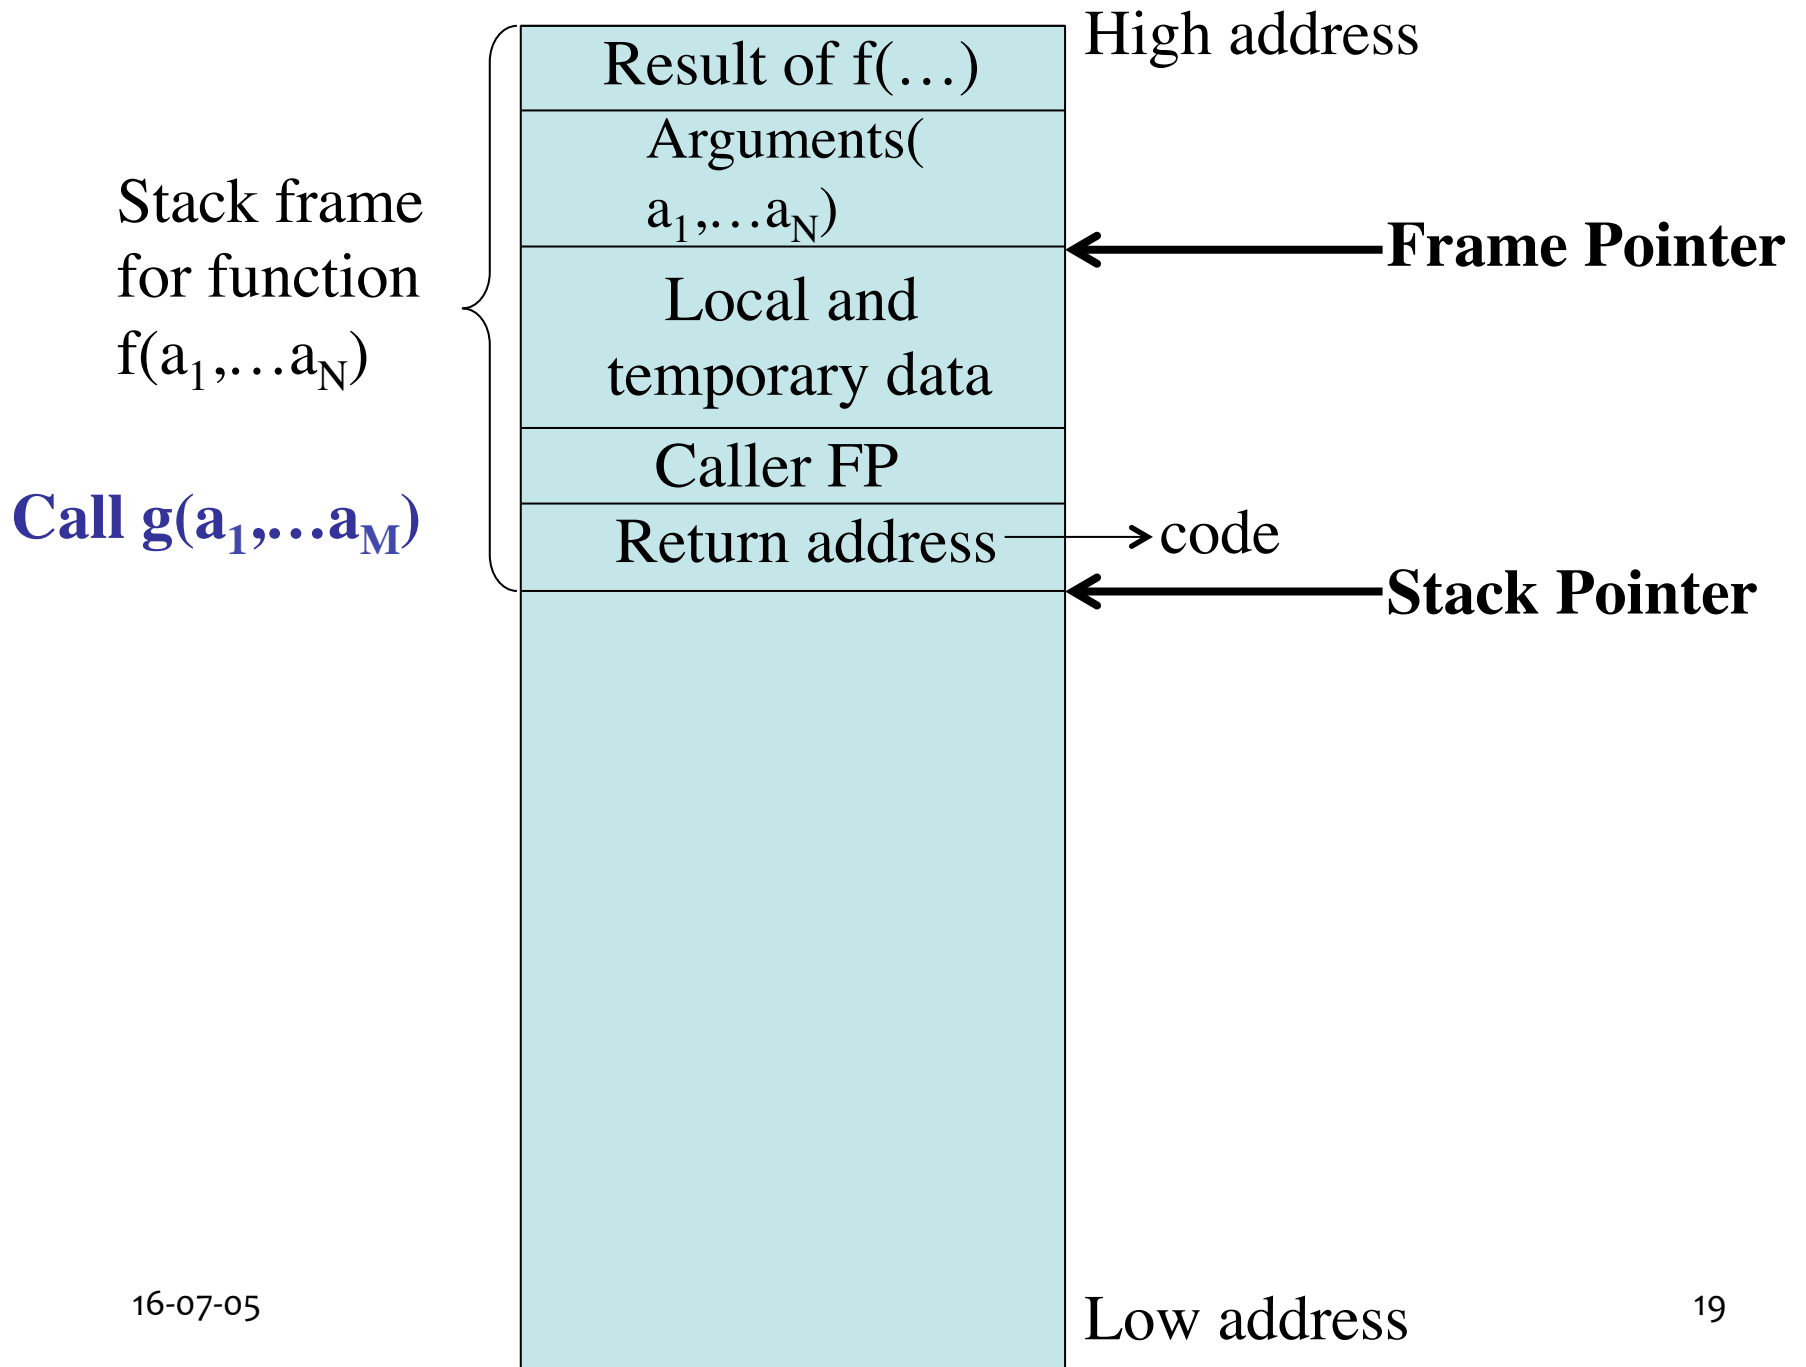 High address
Result of f(…)
Arguments(
a1,…aN)
Stack frame
for function
f(a1,…aN)
Frame Pointer
Local and
temporary data
Caller FP
Call g(a1,…aM)
Return address
code
Stack Pointer
16-07-05
Low address
19